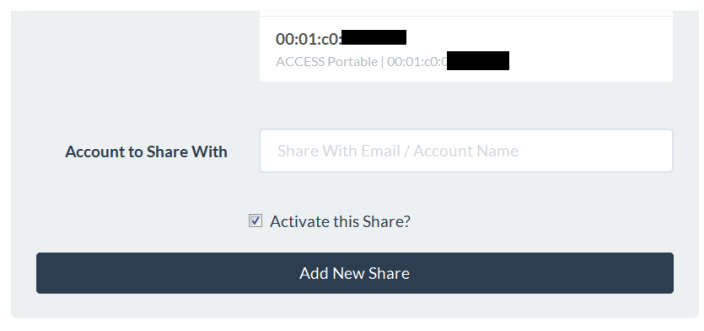 00:01:c0:
ACCESS Portable | 00:01:c0:0
Account to Share With
Share With Email / Account Name
Activate this Share?
Add New Share